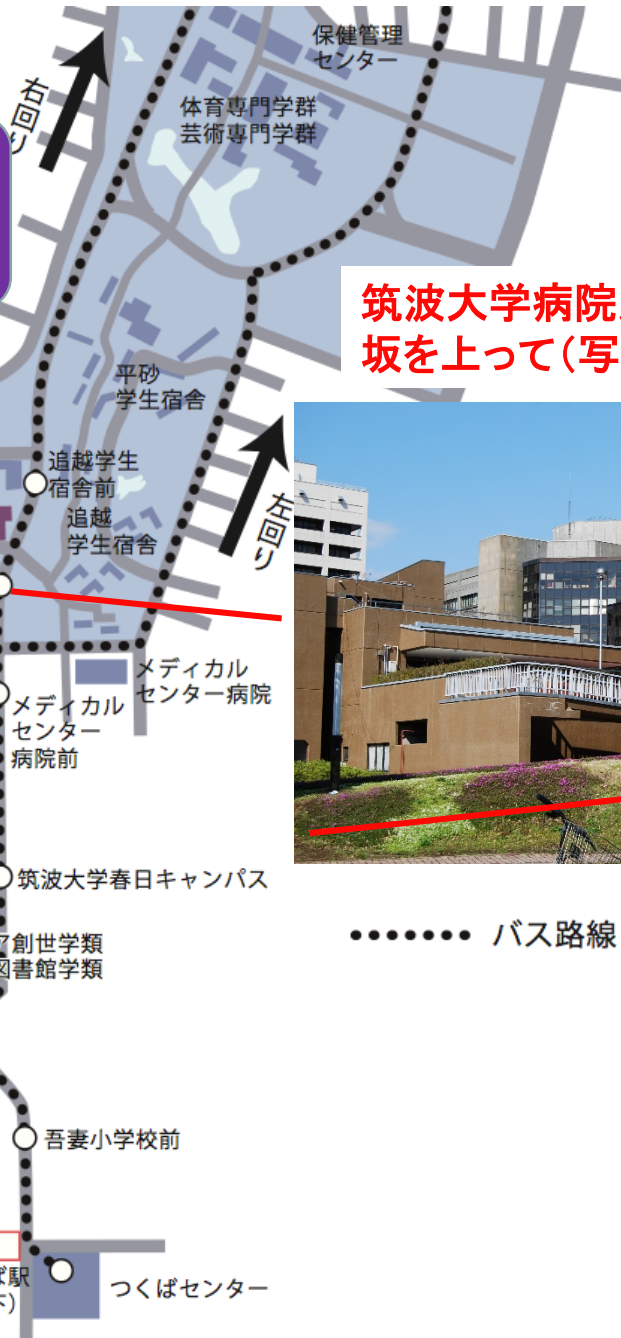 保健管理
センター
右回り
体育専門学群
芸術専門学群
筑波大学病院
坂を上って(写
平砂
学生宿舎
追越学生
宿舎前
追越
学生宿舎
左回り
メディカル
センター病院
メディカル
センター
病院前
筑波大学春日キャンパス
創世学類
図書館学類
バス路線
吾妻小学校前
つくばセンター
駅